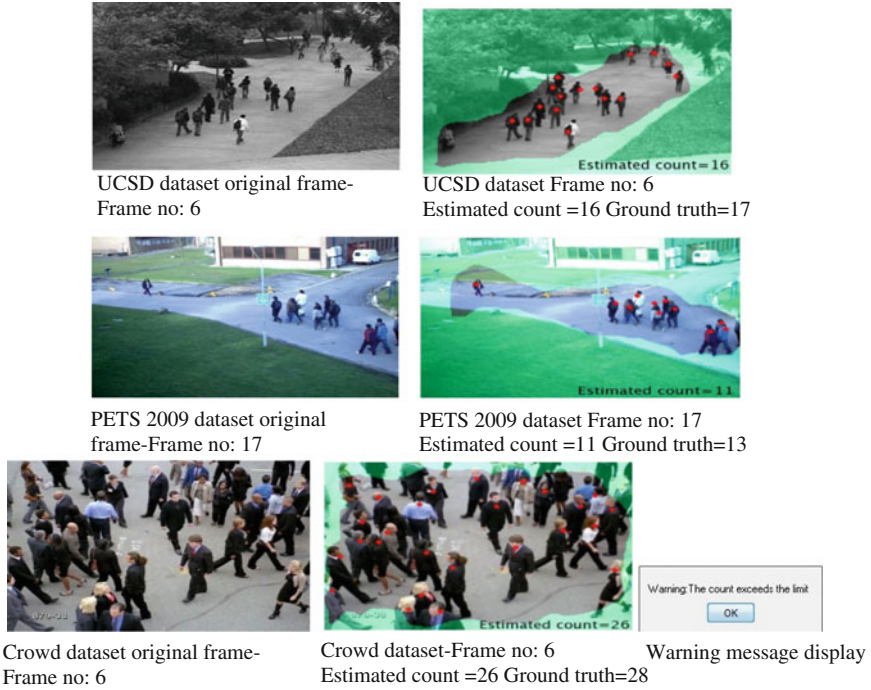 Estimated count=16
UCSD dataset original frame-
Frame no: 6
UCSD dataset Frame no: 6
Estimated count =16 Ground truth=17
Estimated count=11
PETS 2009 dataset original
frame-Frame no: 17
PETS 2009 dataset Frame no: 17
Estimated count =11 Ground truth=13
Estimated count=26
Warning:The count exceeds the limit
OK
Crowd dataset original frame-
Frame no: 6
Crowd dataset-Frame no: 6
Estimated count =26 Ground truth=28
Warning message display